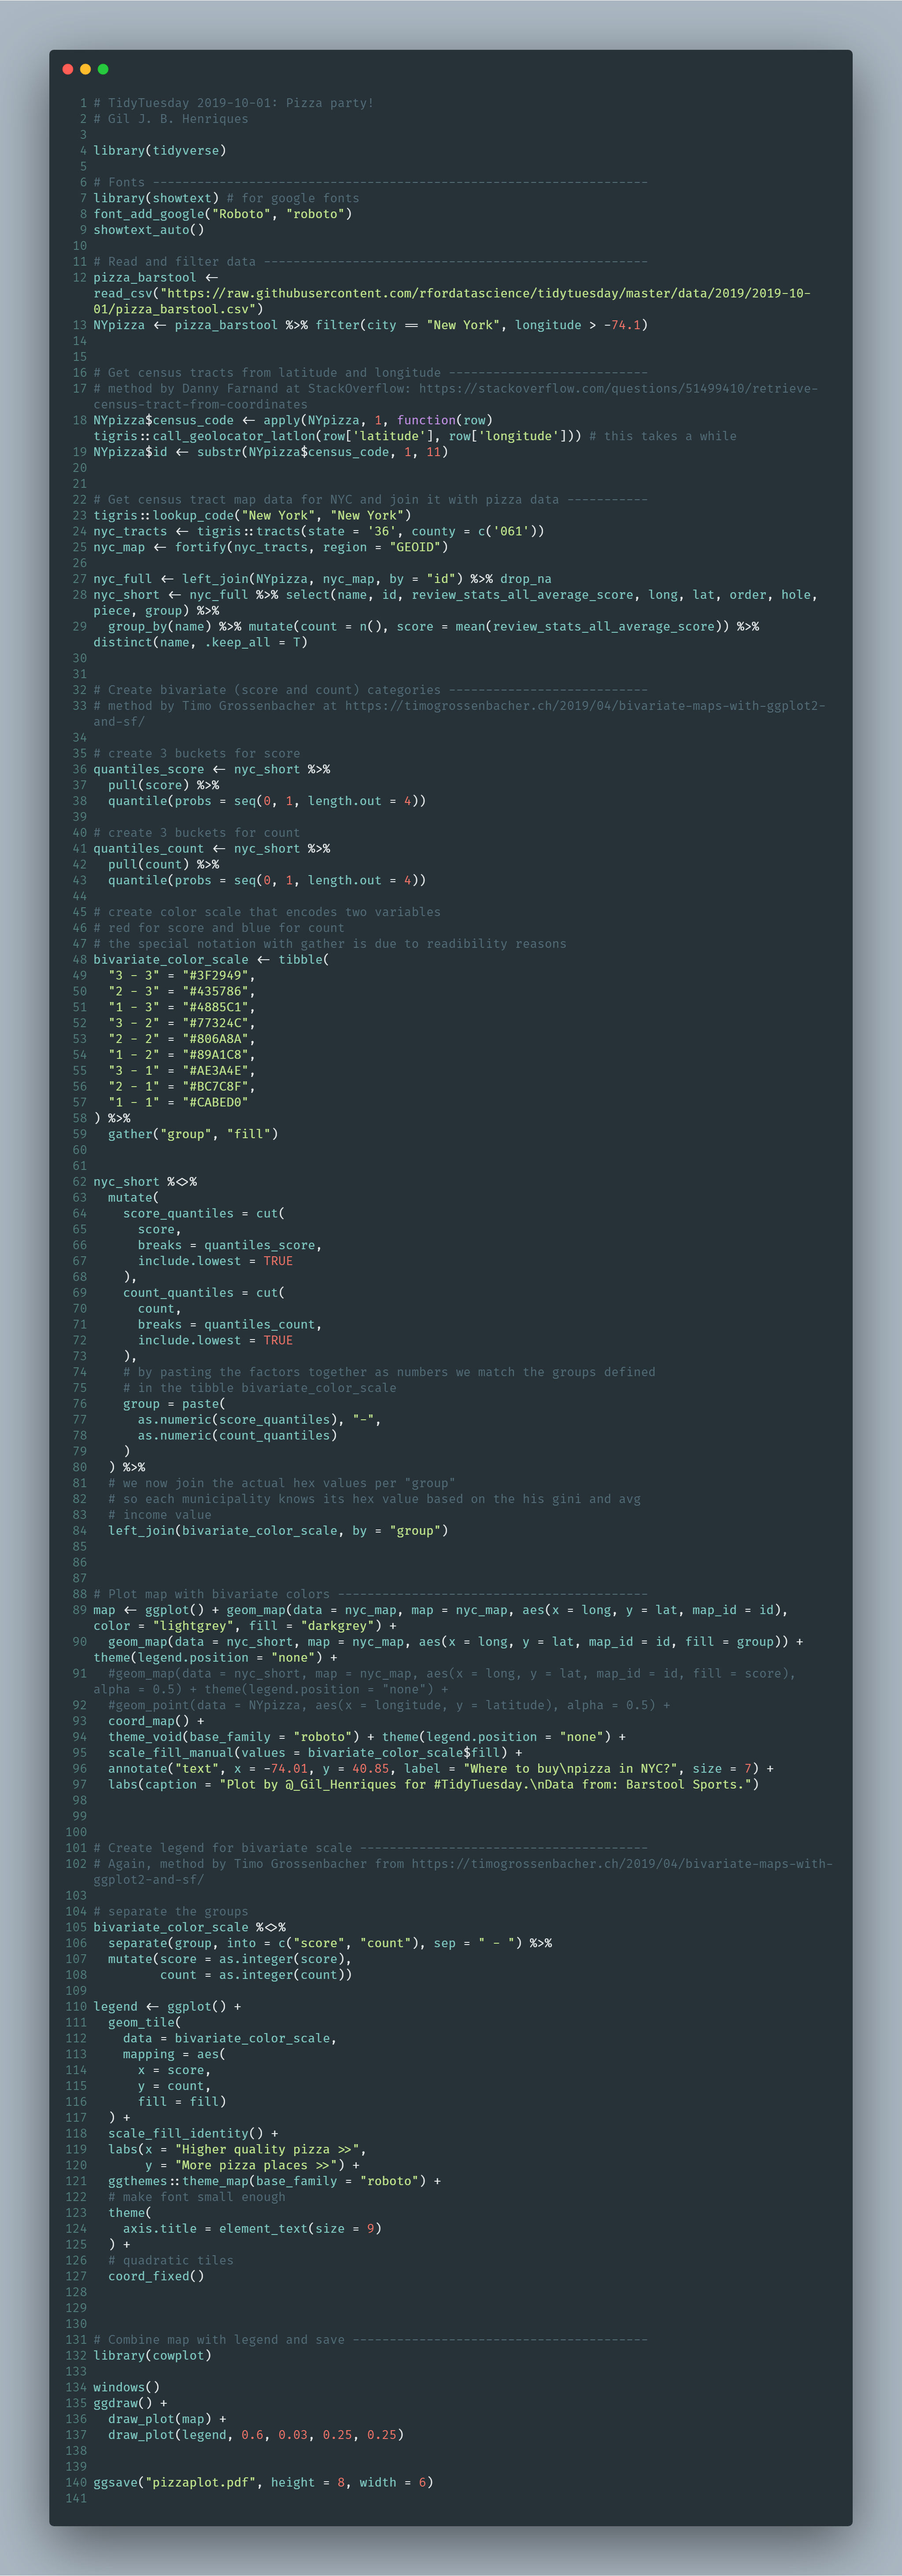 1 # TidyTuesday 2019-10-01: Pizza party!
2 # Gil J. B. Henriques
3
4 library(tidyverse)
5
6 # Fonts -------------------------------------------------------------------
7 library(showtext) # for google fonts
8 font_add_google("Roboto", "roboto")
9 showtext_auto()
10
11 # Read and filter data ----------------------------------------------------
12 pizza_barstool <-
read_csv("https://raw.githubusercontent.com/rfordatascience/tidytuesday/master/data/2019/2019-10-
01/pizza_barstool.csv")
13 NYpizza <- pizza_barstool %>% filter(city == "New York", longitude > -74.1)
14
15
16 # Get census tracts from latitude and longitude ---------------------------
17 # method by Danny Farnand at StackOverflow: https://stackoverflow.com/questions/51499410/retrieve-
census-tract-from-coordinates
18 NYpizza$census_code <- apply(NYpizza, 1, function(row)
tigris::call_geolocator_latlon(row['latitude'], row['longitude'])) # this takes a while
19 NYpizza$id <- substr(NYpizza$census_code, 1, 11)
20
21
22 # Get census tract map data for NYC and join it with pizza data -----------
23 tigris::lookup_code("New York", "New York")
24 nyc_tracts <- tigris::tracts(state = '36', county = c('061'))
25 nyc_map <- fortify(nyc_tracts, region = "GEOID")
26
27 nyc_full <- left_join(NYpizza, nyc_map, by = "id") %>% drop_na
28 nyc_short <- nyc_full %>% select(name, id, review_stats_all_average_score, long, lat, order, hole,
piece, group) %>%
29   group_by(name) %>% mutate(count = n(), score = mean(review_stats_all_average_score)) %>%
distinct(name, .keep_all = T)
30
31
32 # Create bivariate (score and count) categories ---------------------------
33 # method by Timo Grossenbacher at https://timogrossenbacher.ch/2019/04/bivariate-maps-with-ggplot2-
and-sf/
34
35 # create 3 buckets for score
36 quantiles_score <- nyc_short %>%
37   pull(score) %>%
38   quantile(probs = seq(0, 1, length.out = 4))
39
40 # create 3 buckets for count
41 quantiles_count <- nyc_short %>%
42   pull(count) %>%
43   quantile(probs = seq(0, 1, length.out = 4))
44
45 # create color scale that encodes two variables
46 # red for score and blue for count
47 # the special notation with gather is due to readibility reasons
48 bivariate_color_scale <- tibble(
49   "3 - 3" = "#3F2949",
50   "2 - 3" = "#435786",
51   "1 - 3" = "#4885C1",
52   "3 - 2" = "#77324C",
53   "2 - 2" = "#806A8A",
54   "1 - 2" = "#89A1C8",
55   "3 - 1" = "#AE3A4E",
56   "2 - 1" = "#BC7C8F",
57   "1 - 1" = "#CABED0"
58 ) %>%
59   gather("group", "fill")
60
61
62 nyc_short %<>%
63   mutate(
64     score_quantiles = cut(
65       score,
66       breaks = quantiles_score,
67       include.lowest = TRUE
68     ),
69     count_quantiles = cut(
70       count,
71       breaks = quantiles_count,
72       include.lowest = TRUE
73     ),
74     # by pasting the factors together as numbers we match the groups defined
75     # in the tibble bivariate_color_scale
76     group = paste(
77       as.numeric(score_quantiles), "-",
78       as.numeric(count_quantiles)
79     )
80   ) %>%
81   # we now join the actual hex values per "group"
82   # so each municipality knows its hex value based on the his gini and avg
83   # income value
84   left_join(bivariate_color_scale, by = "group")
85
86
87
88 # Plot map with bivariate colors ------------------------------------------
89 map <- ggplot() + geom_map(data = nyc_map, map = nyc_map, aes(x = long, y = lat, map_id = id),
color = "lightgrey", fill = "darkgrey") +
90   geom_map(data = nyc_short, map = nyc_map, aes(x = long, y = lat, map_id = id, fill = group)) +
theme(legend.position = "none") +
91   #geom_map(data = nyc_short, map = nyc_map, aes(x = long, y = lat, map_id = id, fill = score),
alpha = 0.5) + theme(legend.position = "none") +
92   #geom_point(data = NYpizza, aes(x = longitude, y = latitude), alpha = 0.5) +
93   coord_map() +
94   theme_void(base_family = "roboto") + theme(legend.position = "none") +
95   scale_fill_manual(values = bivariate_color_scale$fill) +
96   annotate("text", x = -74.01, y = 40.85, label = "Where to buy\npizza in NYC?", size = 7) +
97   labs(caption = "Plot by @_Gil_Henriques for #TidyTuesday.\nData from: Barstool Sports.")
98
99
100
101 # Create legend for bivariate scale ---------------------------------------
102 # Again, method by Timo Grossenbacher from https://timogrossenbacher.ch/2019/04/bivariate-maps-with-
ggplot2-and-sf/
103
104 # separate the groups
105 bivariate_color_scale %<>%
106   separate(group, into = c("score", "count"), sep = " - ") %>%
107   mutate(score = as.integer(score),
108          count = as.integer(count))
109
110 legend <- ggplot() +
111   geom_tile(
112     data = bivariate_color_scale,
113     mapping = aes(
114       x = score,
115       y = count,
116       fill = fill)
117   ) +
118   scale_fill_identity() +
119   labs(x = "Higher quality pizza >>",
120        y = "More pizza places >>") +
121   ggthemes::theme_map(base_family = "roboto") +
122   # make font small enough
123   theme(
124     axis.title = element_text(size = 9)
125   ) +
126   # quadratic tiles
127   coord_fixed()
128
129
130
131 # Combine map with legend and save ----------------------------------------
132 library(cowplot)
133
134 windows()
135 ggdraw() +
136   draw_plot(map) +
137   draw_plot(legend, 0.6, 0.03, 0.25, 0.25)
138
139
140 ggsave("pizzaplot.pdf", height = 8, width = 6)
141